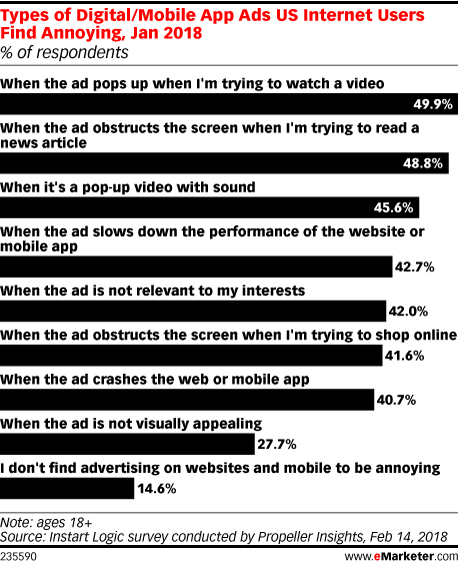 Types of Digital/Mobile App Ads US Internet Users
Find Annoying, Jan 2018
% of respondents
When the ad pops up when I'm trying to watch a video
49.9%
When the ad obstructs the screen when I'm trying to read a
news article
48.8%
When it's a pop-up video with sound
45.6%
When the ad slows down the performance of the website or
mobile app
42.7%
When the ad is not relevant to my interests
42.0%
When the ad obstructs the screen when I'm trying to shop online
41.6%
When the ad crashes the web or mobile app
40.7%
When the ad is not visually appealing
27.7%
I don't find advertising on websites and mobile to be annoying
14.6%
Note: ages 18+
Source: Instart Logic survey conducted by Propeller Insights, Feb 14, 2018
235590 www.eMarketer.com